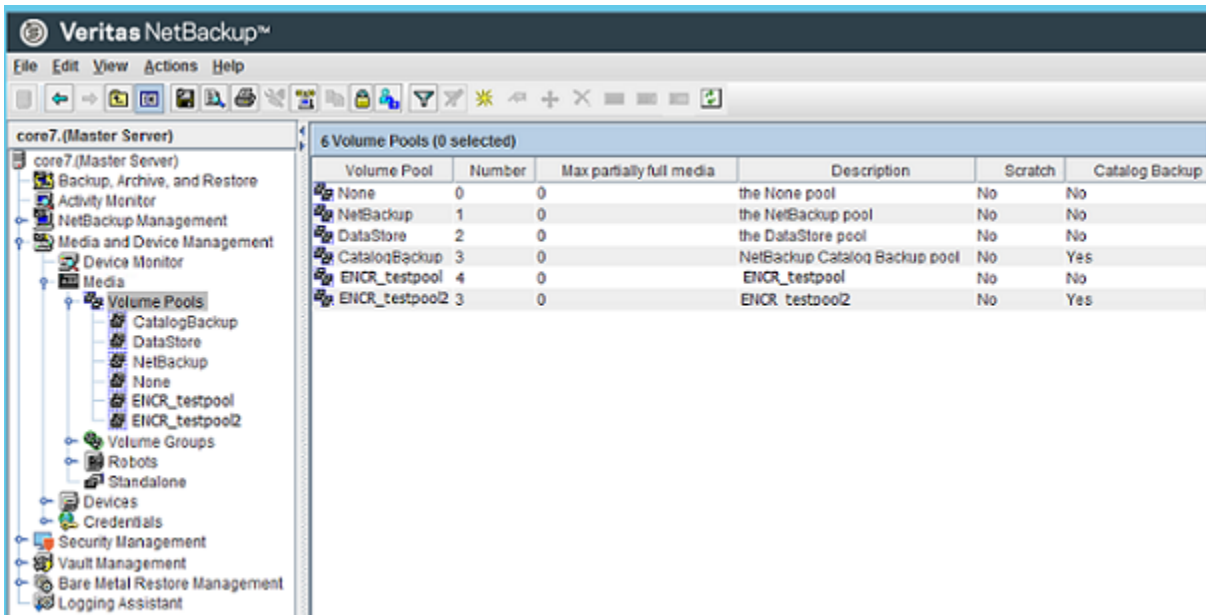 Veritas NetBackup™
File Edit View Actions Help
core7.(Master Server)
core7.(Master Server)
Backup, Archive, and Restore
Activity Monitor
NetBackup Management
Media and Device Management
Device Monitor
Media
Volume Pools
CatalogBackup
DataStore
NetBackup
None
ENCR_testpool
ENCR_testpool2
Volume Groups
Robots
Standalone
Devices
Credentials
Security Management
Vault Management
Bare Metal Restore Management
Logging Assistant
6 Volume Pools (0 selected)
Volume Pool Number Max partially full media Description Scratch Catalog Backup
None 0 0 the None pool No No
NetBackup 1 0 the NetBackup pool No No
DataStore 2 0 the DataStore pool No No
CatalogBackup 3 0 NetBackup Catalog Backup pool No Yes
ENCR_testpool 4 0 ENCR_testpool No No
ENCR_testpool2 3 0 ENCR_testpool2 No Yes